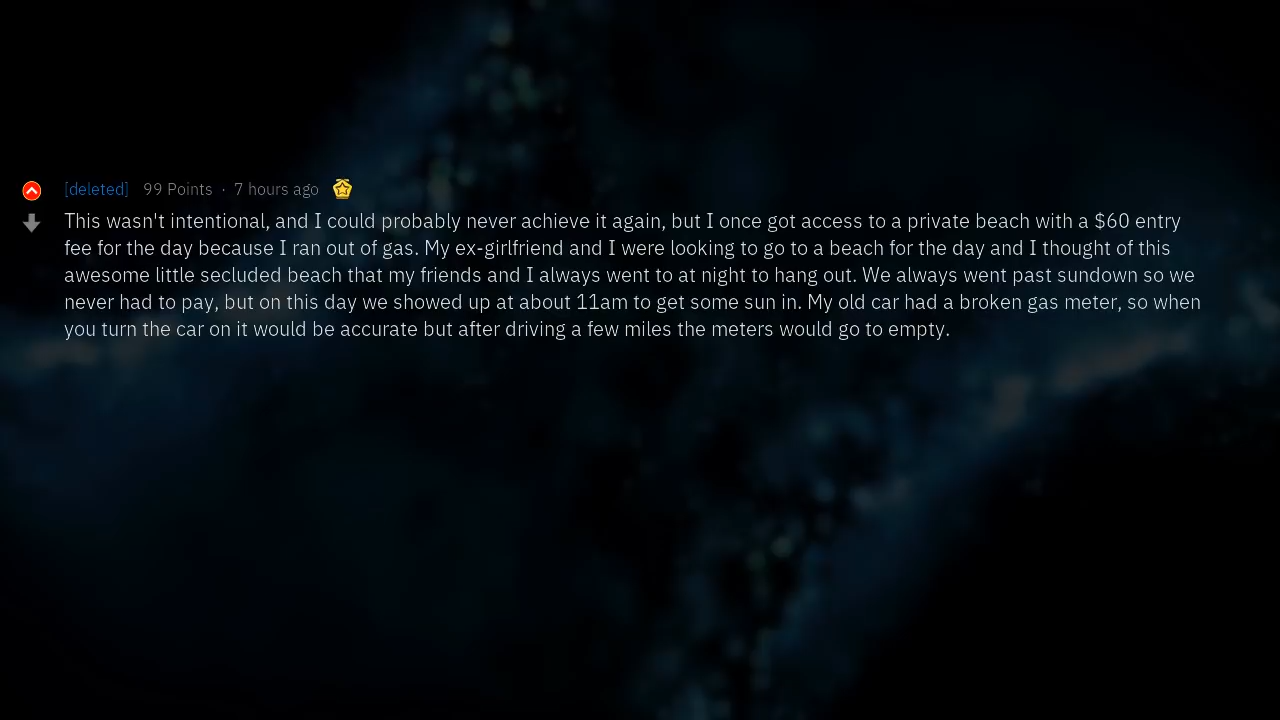 [deleted] 99 Points · 7 hours ago
This wasn't intentional, and I could probably never achieve it again, but I once got access to a private beach with a $60 entry
fee for the day because I ran out of gas. My ex-girlfriend and I were looking to go to a beach for the day and I thought of this
awesome little secluded beach that my friends and I always went to at night to hang out. We always went past sundown so we
never had to pay, but on this day we showed up at about 11am to get some sun in. My old car had a broken gas meter, so when
you turn the car on it would be accurate but after driving a few miles the meters would go to empty.